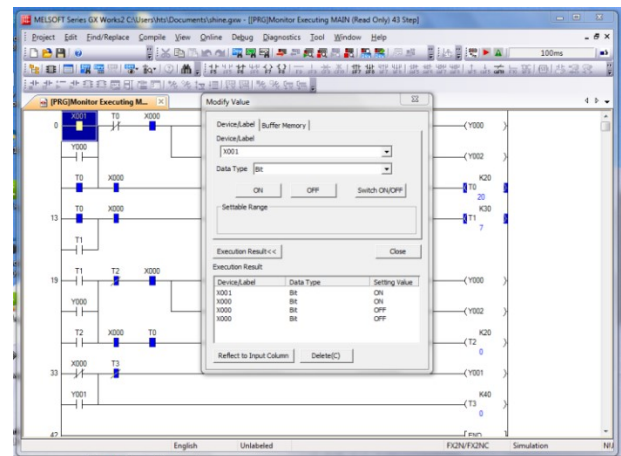 MELSOFT Series GX Works2 C:\Users\hts\Documents\shine.gxw - [[PRG]Monitor Executing MAIN (Read Only) 43 Step]
Project Edit Find/Replace Compile View Online Debug Diagnostics Tool Window Help
100ms
[PRG]Monitor Executing M...
Modify Value
Device/Label Buffer Memory
Device/Label
X001
Data Type Bit
ON OFF Switch ON/OFF
Settable Range
Execution Result<< Close
Execution Result
Device/Label Data Type Setting Value
X001 Bit ON
X000 Bit ON
X000 Bit OFF
X000 Bit OFF
Reflect to Input Column Delete(C)
X001 T0 X000
0 Y000
Y000
Y002
T0 X000 K20
T0
20
T0 X000 K30
13 T1
7
T1
T1 T2 X000
19 Y000
Y000
Y002
T2 X000 T0 K20
T2
0
X000 T3
33 Y001
Y001 K40
T3
0
47 END
English Unlabeled FX2N/FX2NC Simulation